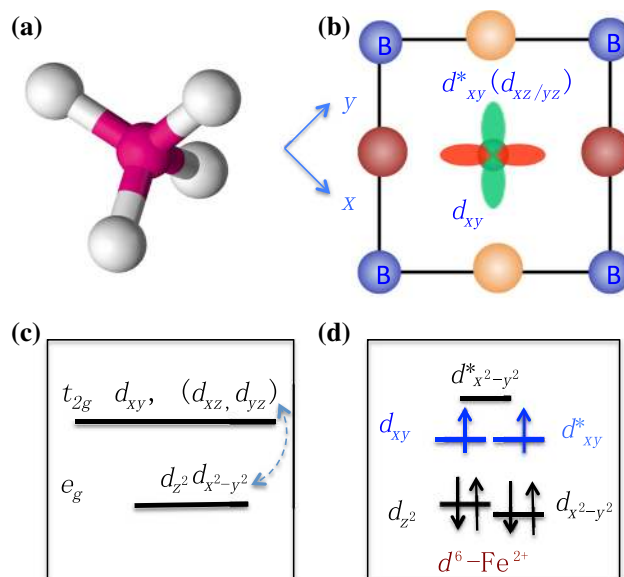 (a)
(b)
B B
d*xy(dxz/yz)
y
x
dxy
B B
(c)
t2g dxy, (dxz, dyz)
eg dz² dx²−y²
(d)
d*x²−y²
dxy d*xy
dz² dx²−y²
d⁶−Fe²⁺